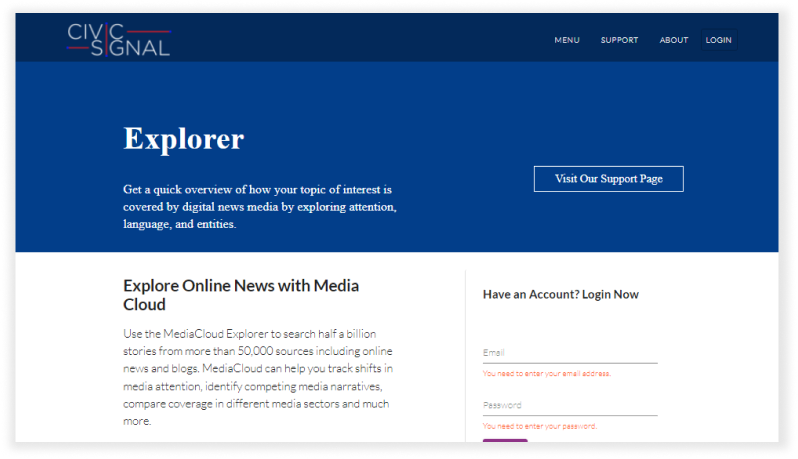 CIVIC
SIGNAL
MENU SUPPORT ABOUT LOGIN
Explorer
Get a quick overview of how your topic of interest is
covered by digital news media by exploring attention,
language, and entities.
Visit Our Support Page
Explore Online News with Media
Cloud
Use the MediaCloud Explorer to search half a billion
stories from more than 50,000 sources including online
news and blogs. MediaCloud can help you track shifts in
media attention, identify competing media narratives,
compare coverage in different media sectors and much
more.
Have an Account? Login Now
Email
You need to enter your email address.
Password
You need to enter your password.